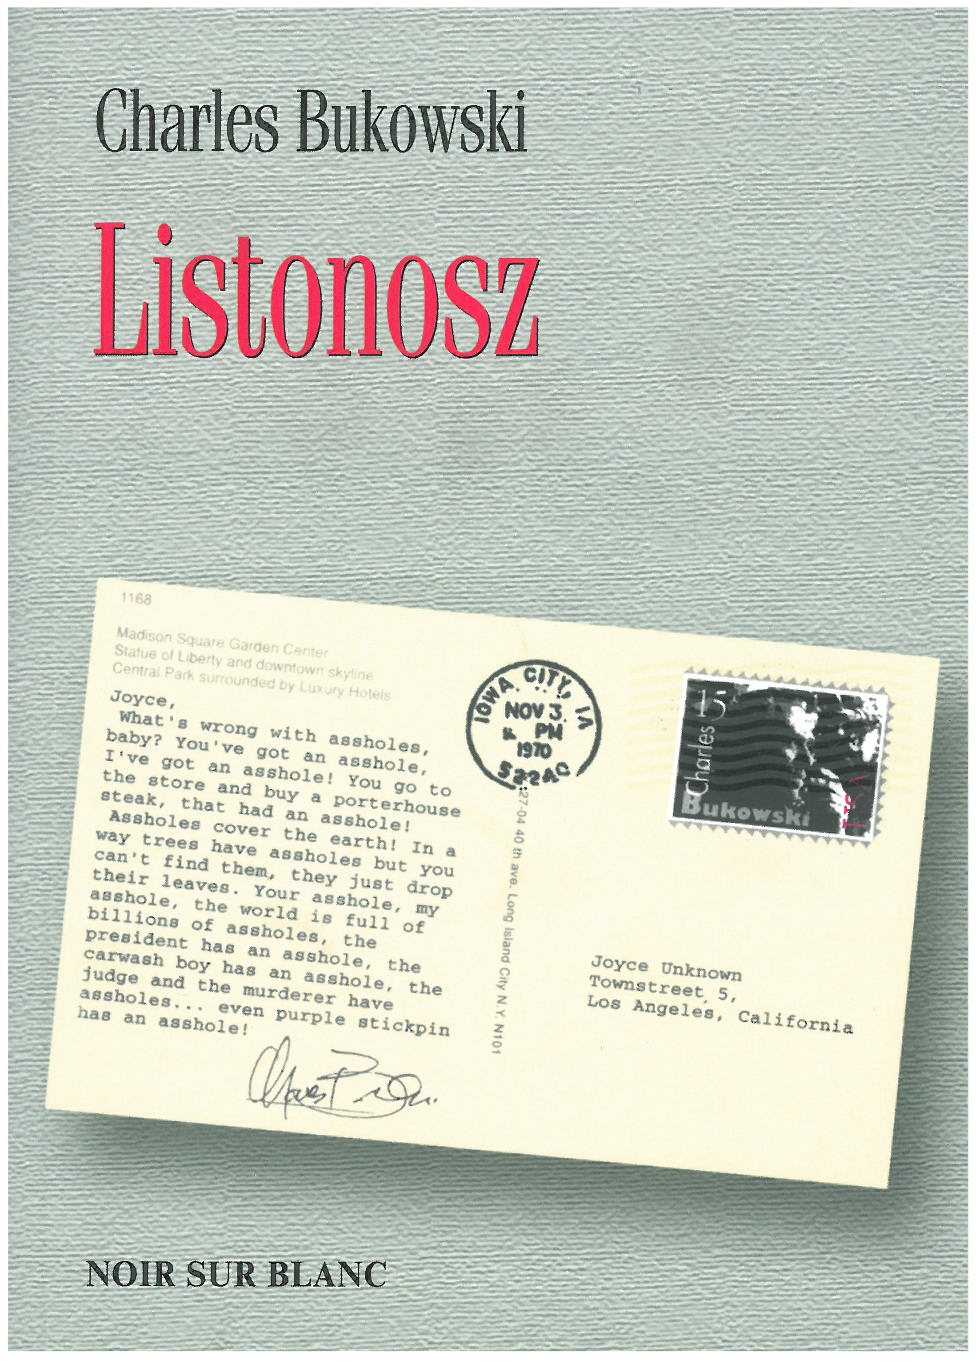 Charles Bukowski
Listonosz
1168
Madison Square Garden Center
Statue of Liberty and downtown skyline
Central Park surrounded by Luxury Hotels
Joyce,
What's wrong with assholes,
baby? You've got an asshole,
I've got an asshole! You go to
the store and buy a porterhouse
steak, that had an asshole!
Assholes cover the earth! In a
way trees have assholes but you
can't find them, they just drop
their leaves. Your asshole, my
asshole, the world is full of
billions of assholes, the
president has an asshole, the
carwash boy has an asshole, the
judge and the murderer have
assholes... even purple stickpin
has an asshole!
IOWA CITY, IA
NOV 3
PM
1970
52240
27-04 40 th ave. Long Island City N.Y. N101
15
Charles
Bukowski
USA
Joyce Unknown
Townstreet 5,
Los Angeles, California
NOIR SUR BLANC